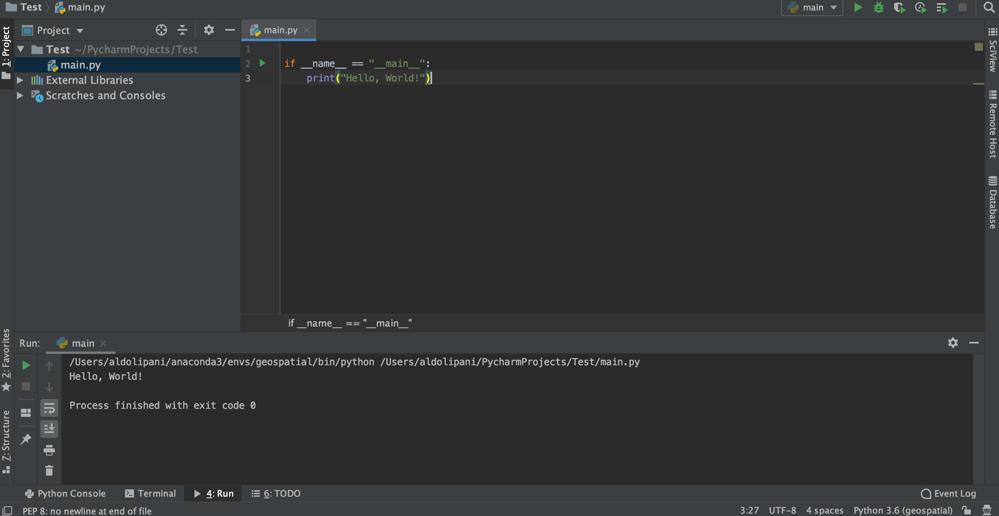 Test main.py
main
1: Project
Project
main.py
Test ~/PycharmProjects/Test
main.py
External Libraries
Scratches and Consoles
1
2 if __name__ == "__main__":
3 print("Hello, World!")
if __name__ == "__main__"
SciView
Remote Host
Database
2: Favorites
7: Structure
Run: main
/Users/aldolipani/anaconda3/envs/geospatial/bin/python /Users/aldolipani/PycharmProjects/Test/main.py
Hello, World!
Process finished with exit code 0
Python Console Terminal 4: Run 6: TODO Event Log
PEP 8: no newline at end of file 3:27 UTF-8 4 spaces Python 3.6 (geospatial)